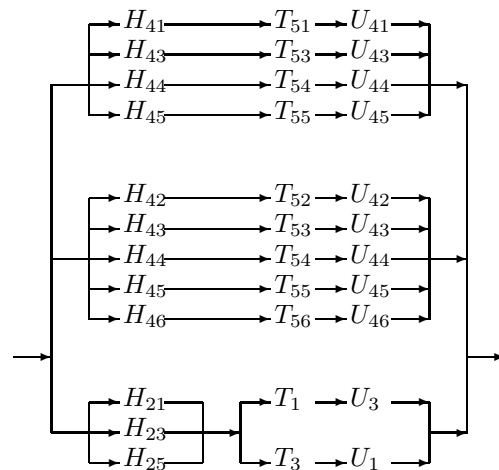 H₄₁ T₅₁ U₄₁
H₄₃ T₅₃ U₄₃
H₄₄ T₅₄ U₄₄
H₄₅ T₅₅ U₄₅
H₄₂ T₅₂ U₄₂
H₄₃ T₅₃ U₄₃
H₄₄ T₅₄ U₄₄
H₄₅ T₅₅ U₄₅
H₄₆ T₅₆ U₄₆
H₂₁ T₁ U₃
H₂₃
H₂₅ T₃ U₁